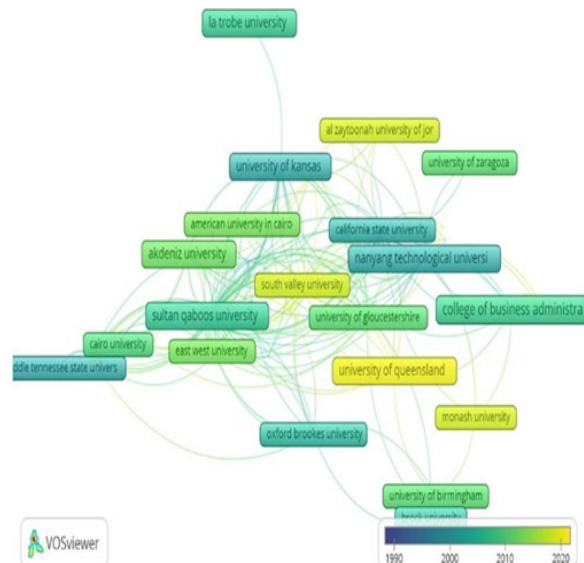 la trobe university
al zaytoonah university of jor
university of kansas
university of zaragoza
american university in cairo
california state university
akdeniz university
nanyang technological universi
south valley university
sultan qaboos university
university of gloucestershire
college of business administra
cairo university
east west university
ddle tennessee state univers
university of queensland
monash university
oxford brookes university
university of birmingham
brock university
VOSviewer
1990 2000 2010 2020